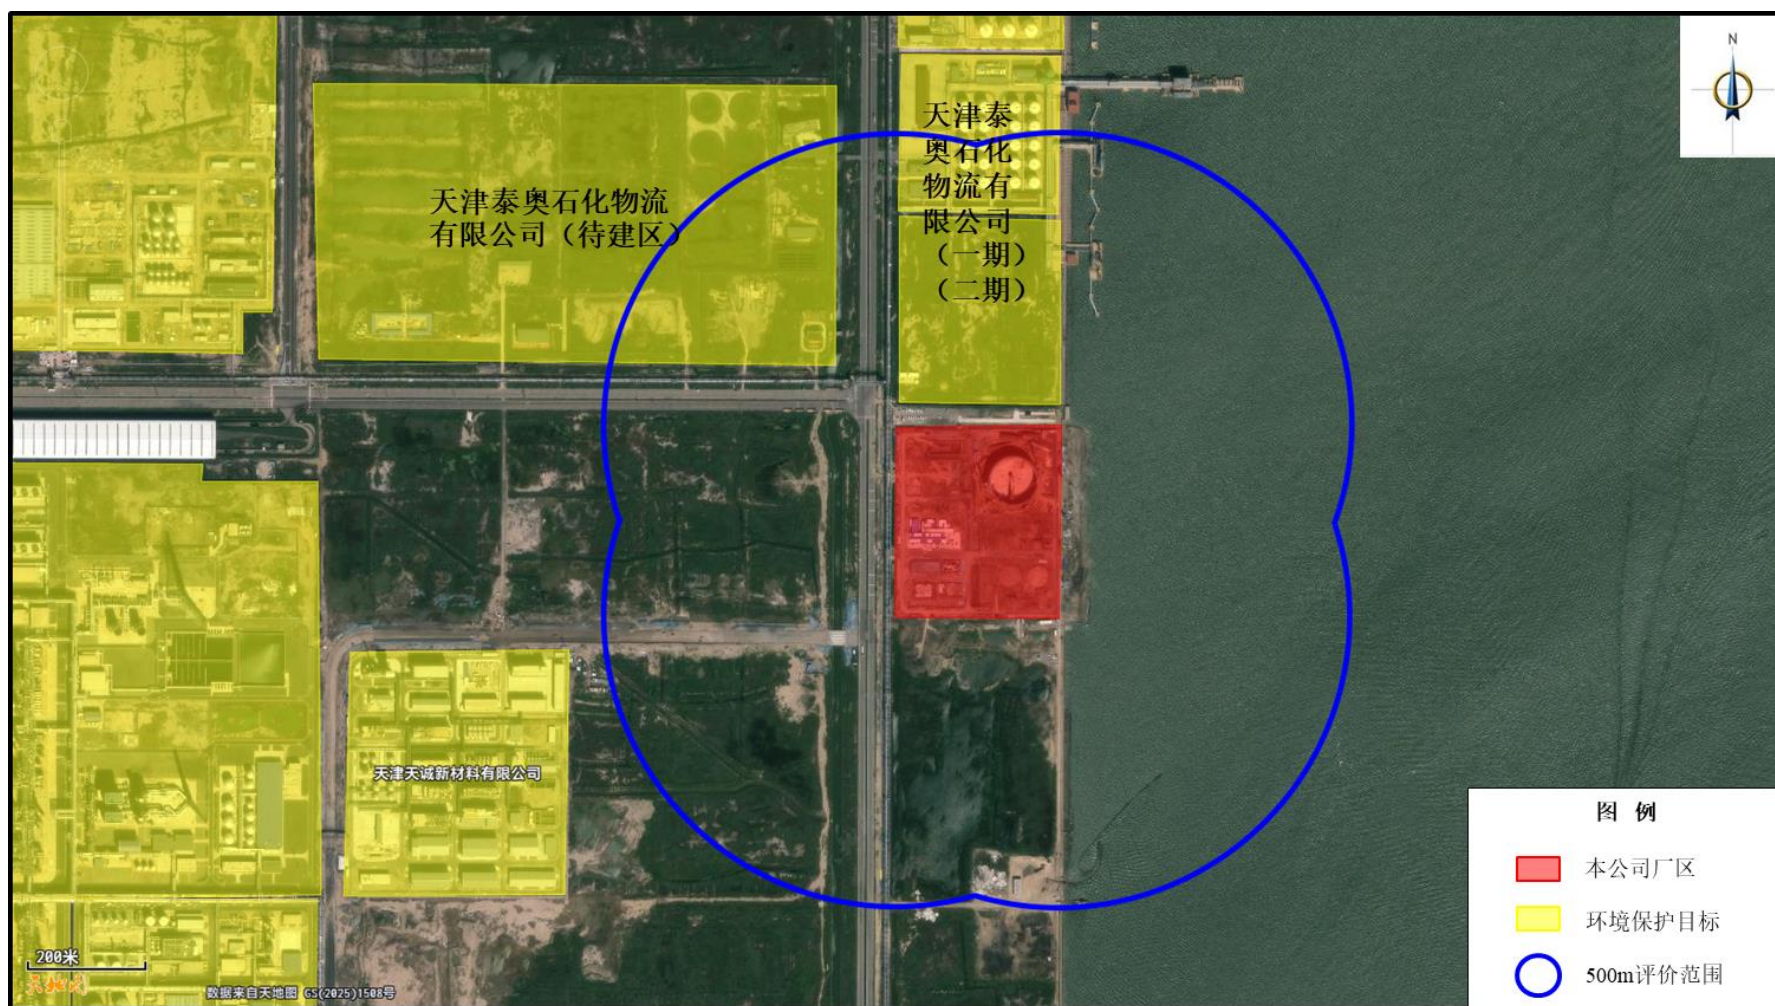 N
天津泰
奥石化
物流有
限公司
（一期）
（二期）
天津泰奥石化物流
有限公司（待建区）
天津天诚新材料有限公司
图 例
本公司厂区
环境保护目标
500m评价范围
200米
天地图
数据来自天地图 GS(2025)1508号